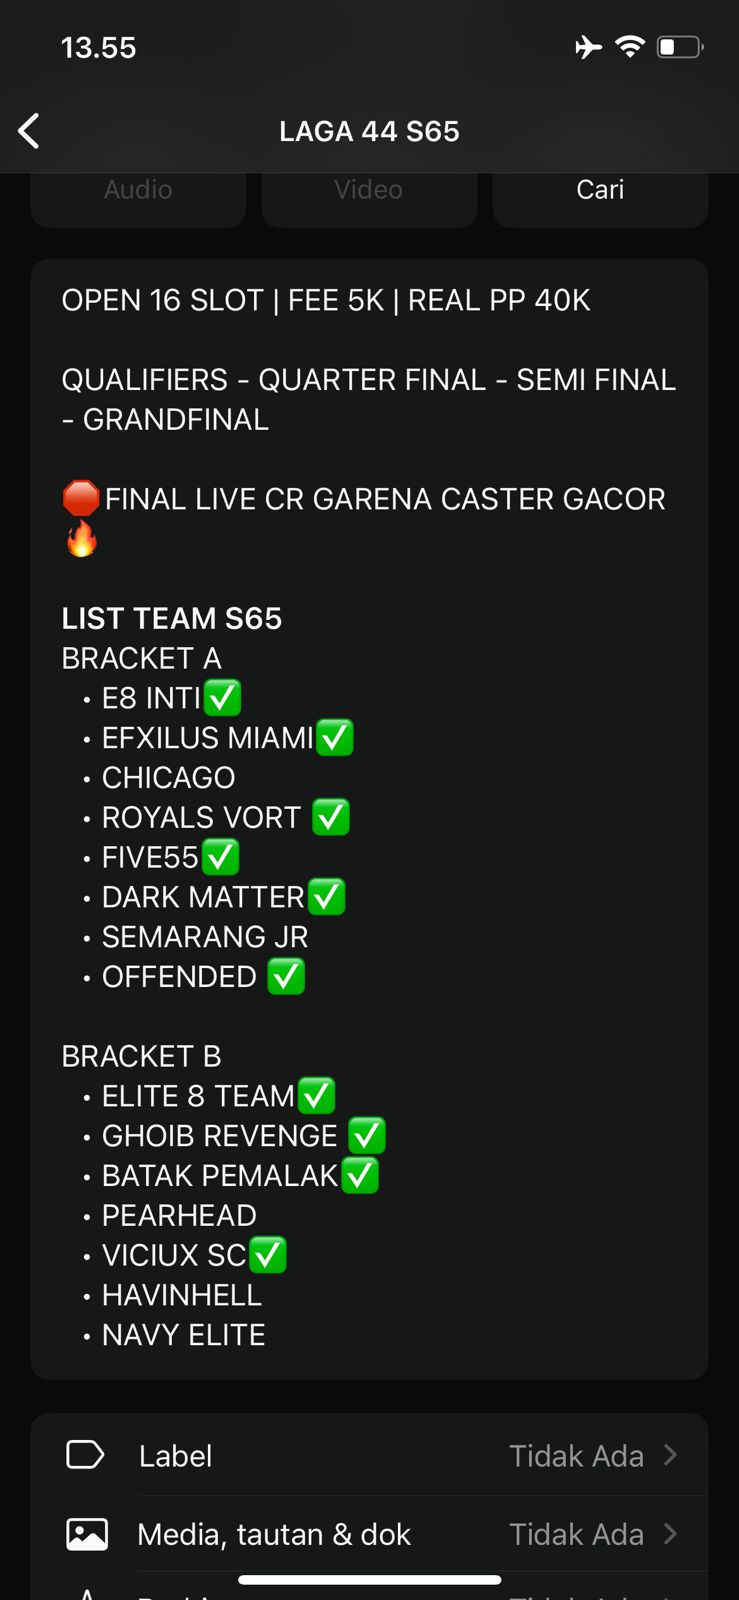 13.55
LAGA 44 S65
Audio
Video
Cari
OPEN 16 SLOT | FEE 5K | REAL PP 40K
QUALIFIERS - QUARTER FINAL - SEMI FINAL
- GRANDFINAL
🛑FINAL LIVE CR GARENA CASTER GACOR
🔥
LIST TEAM S65
BRACKET A
• E8 INTI✅
• EFXILUS MIAMI✅
• CHICAGO
• ROYALS VORT ✅
• FIVE55✅
• DARK MATTER✅
• SEMARANG JR
• OFFENDED ✅
BRACKET B
• ELITE 8 TEAM✅
• GHOIB REVENGE ✅
• BATAK PEMALAK✅
• PEARHEAD
• VICIUX SC✅
• HAVINHELL
• NAVY ELITE
Label
Tidak Ada
Media, tautan & dok
Tidak Ada